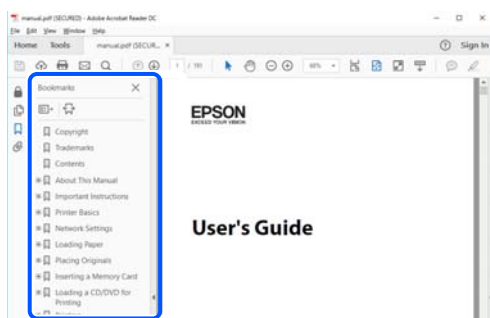 manual.pdf (SECURED) - Adobe Acrobat Reader DC
File Edit View Window Help
Home Tools manual.pdf (SECUR... × Sign In
Bookmarks ×
EPSON
EXCEED YOUR VISION
Copyright
Trademarks
Contents
About This Manual
Important Instructions
Printer Basics
Network Settings
User's Guide
Loading Paper
Placing Originals
Inserting a Memory Card
Loading a CD/DVD for
Printing